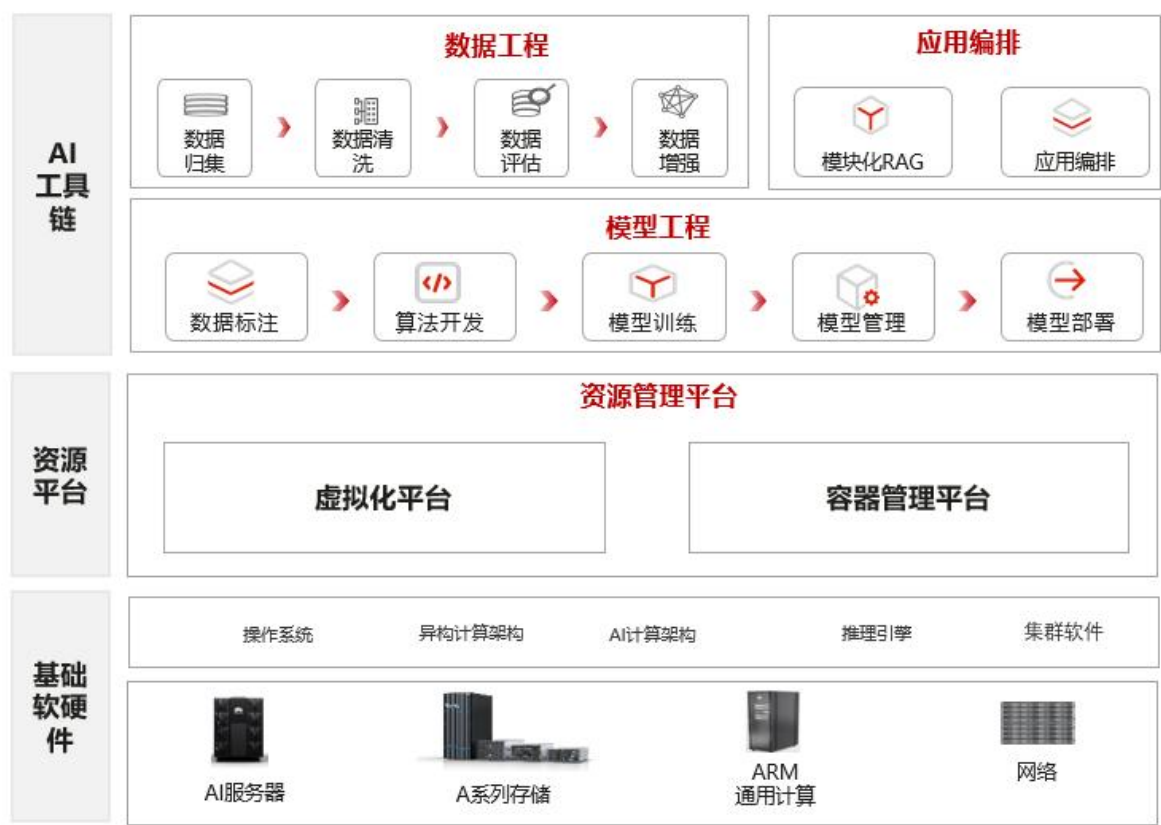 AI
工具
链
数据工程
数据
归集
数据清
洗
数据
评估
数据
增强
应用编排
模块化RAG
应用编排
模型工程
数据标注
算法开发
模型训练
模型管理
模型部署
资源
平台
资源管理平台
虚拟化平台
容器管理平台
基础
软硬
件
操作系统
异构计算架构
AI计算架构
推理引擎
集群软件
AI服务器
A系列存储
ARM
通用计算
网络